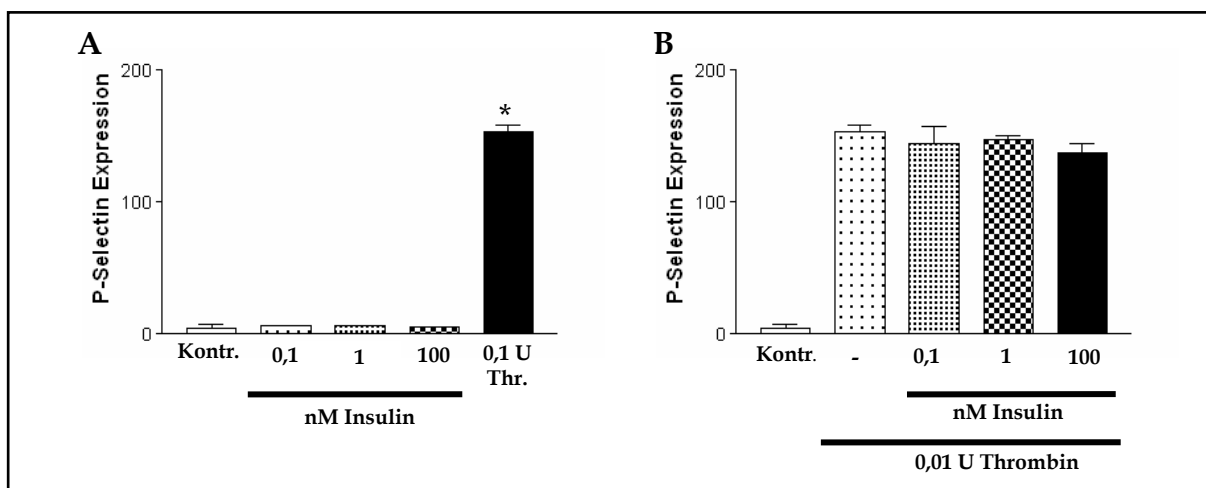 A
P-Selectin Expression
200
100
0
*
Kontr.
0,1
1
100
0,1 U
Thr.
nM Insulin
B
P-Selectin Expression
200
100
0
Kontr.
-
0,1
1
100
nM Insulin
0,01 U Thrombin